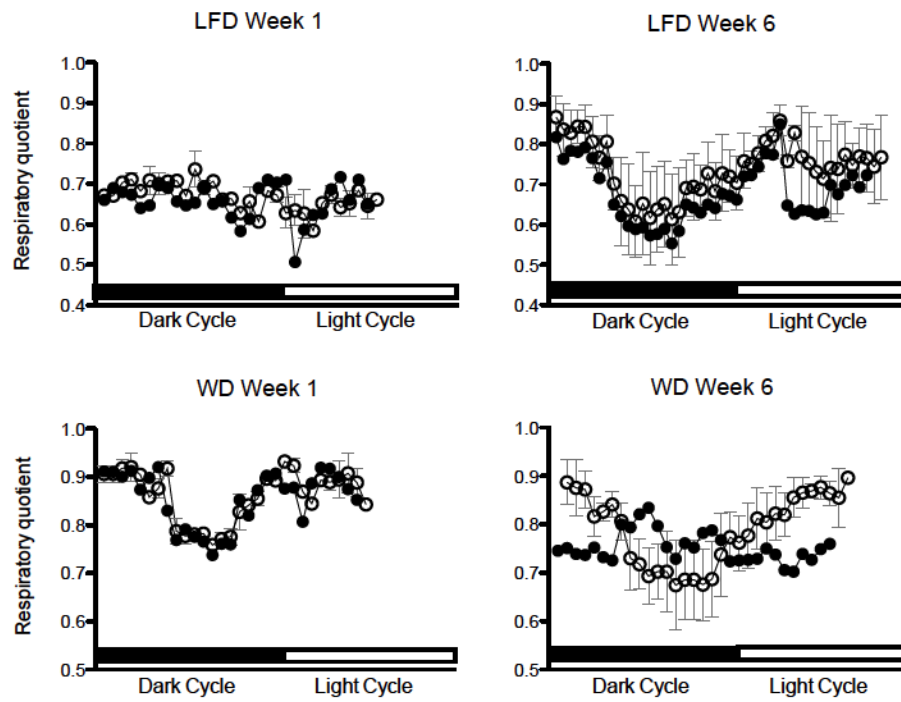 LFD Week 1
Respiratory quotient
1.0
0.9
0.8
0.7
0.6
0.5
0.4
Dark Cycle Light Cycle
LFD Week 6
1.0
0.9
0.8
0.7
0.6
0.5
0.4
Dark Cycle Light Cycle
WD Week 1
Respiratory quotient
1.0
0.9
0.8
0.7
0.6
0.5
Dark Cycle Light Cycle
WD Week 6
1.0
0.9
0.8
0.7
0.6
0.5
Dark Cycle Light Cycle